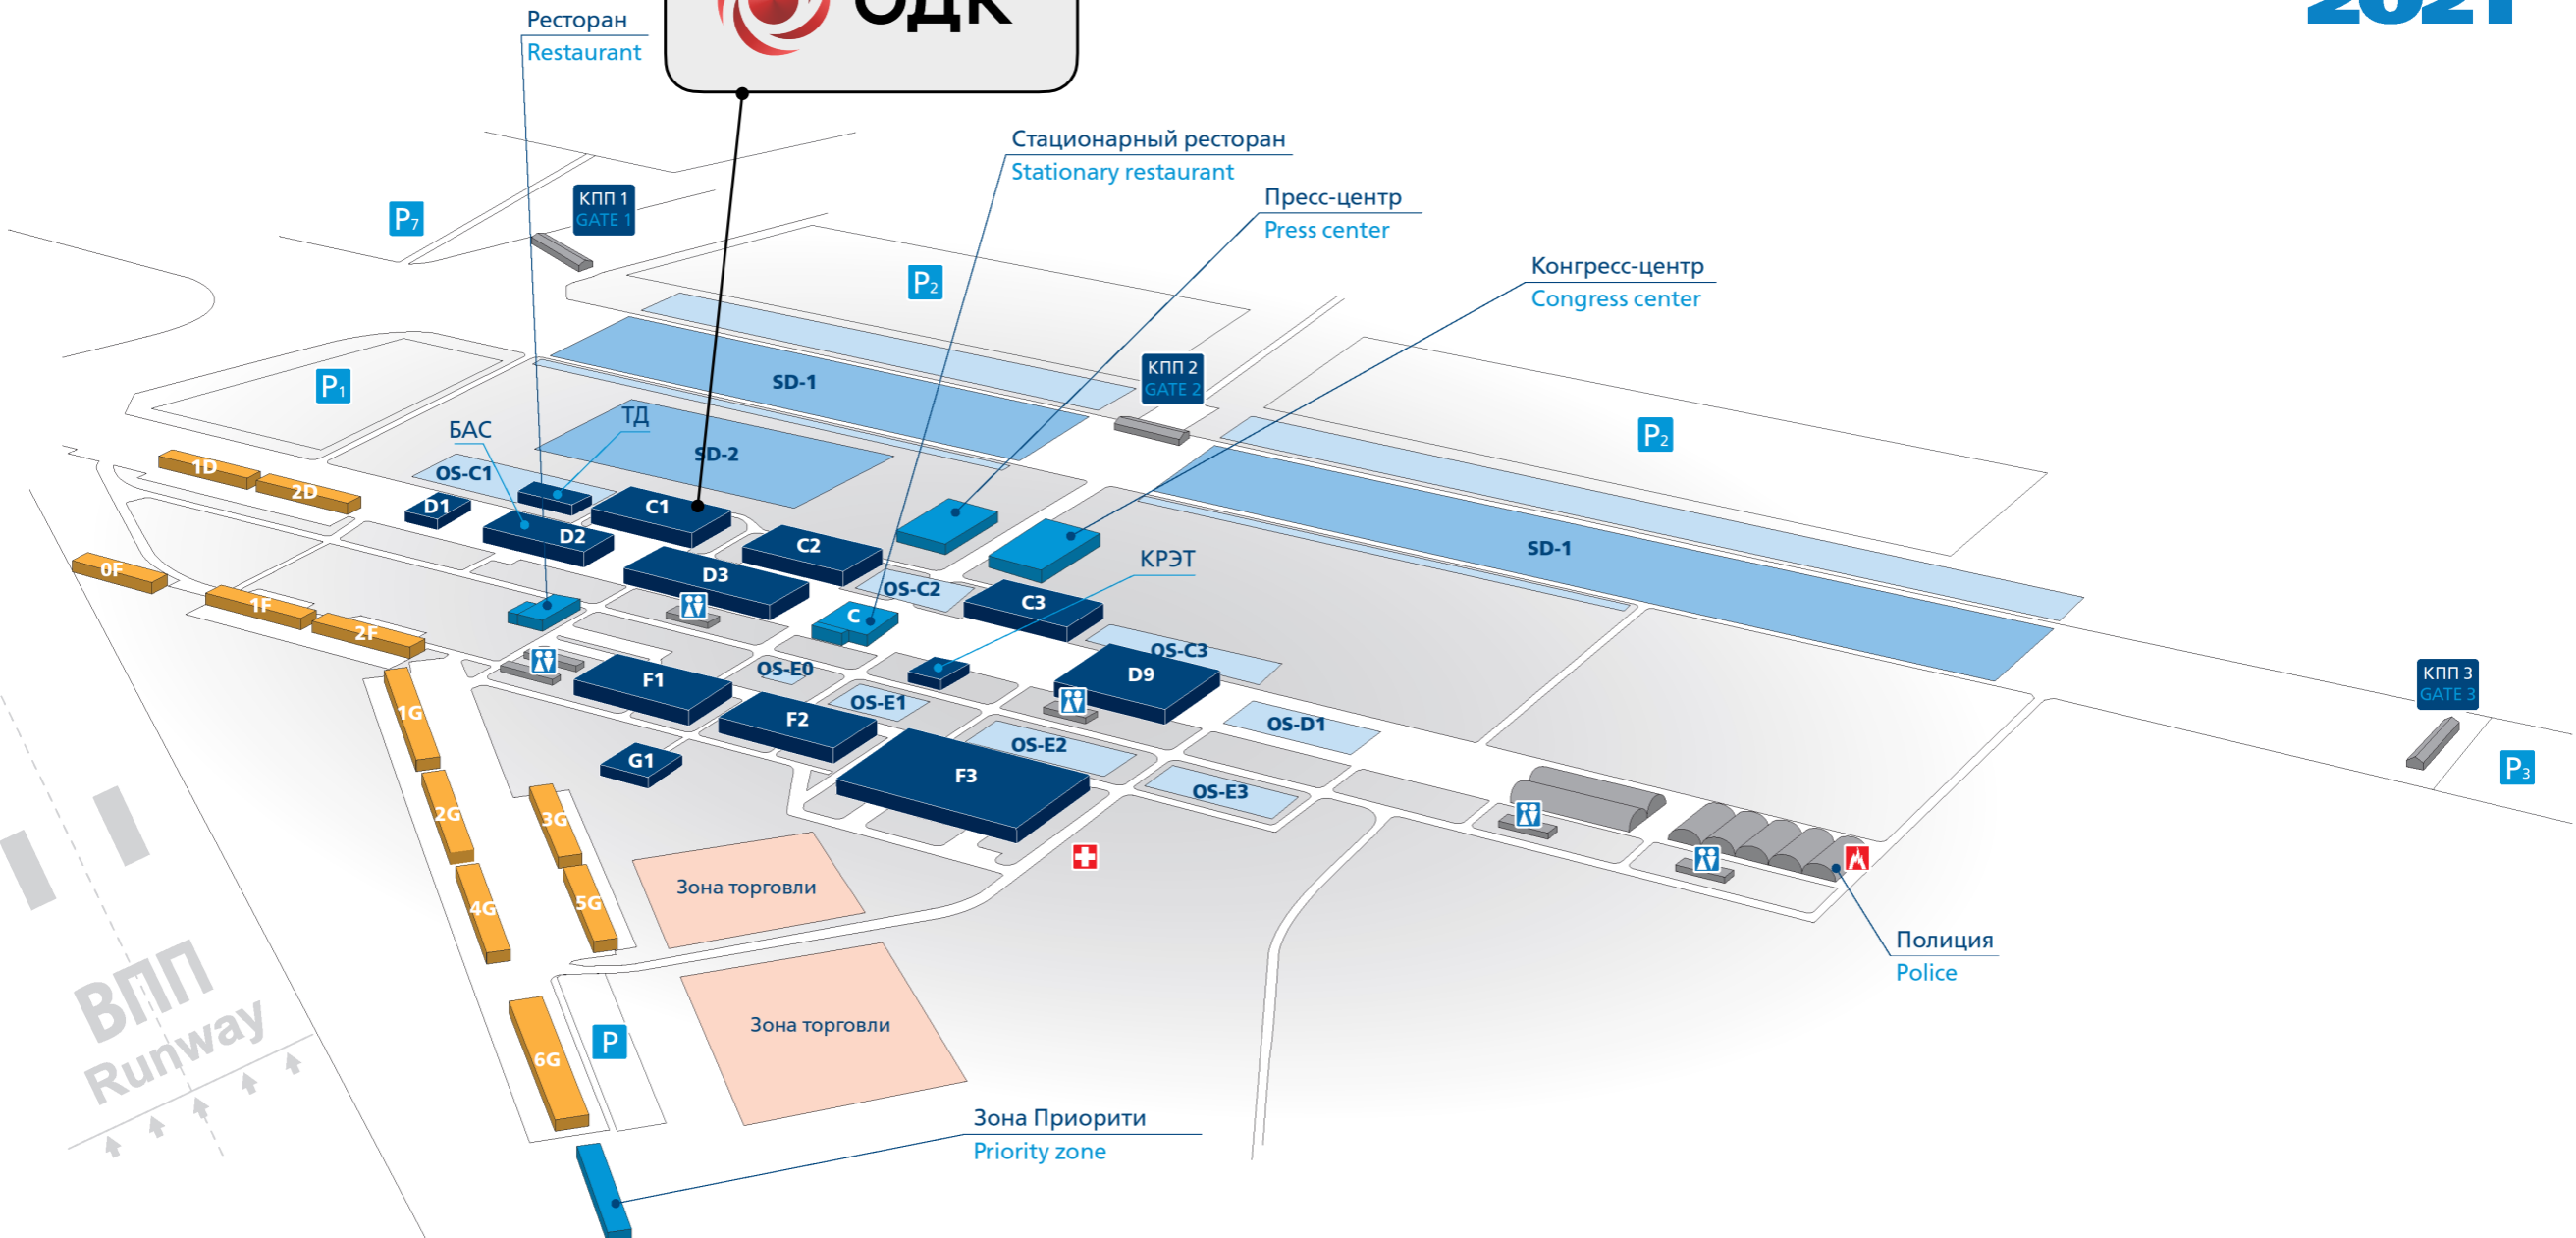 2021
ОДК
Ресторан
Restaurant
Стационарный ресторан
Stationary restaurant
Пресс-центр
Press center
Конгресс-центр
Congress center
P7
КПП 1
GATE 1
P2
КПП 2
GATE 2
P1
SD-1
P2
ТД
БАС
SD-2
1D
OS-C1
2D
D1
C1
D2
C2
SD-1
КРЭТ
0F
D3
OS-C2
1F
C
C3
2F
OS-C3
OS-E0
F1
D9
КПП 3
GATE 3
OS-E1
1G
F2
OS-D1
OS-E2
G1
F3
P3
OS-E3
2G
3G
Зона торговли
4G
5G
Полиция
Police
ВПП
Runway
Зона торговли
P
6G
Зона Приорити
Priority zone